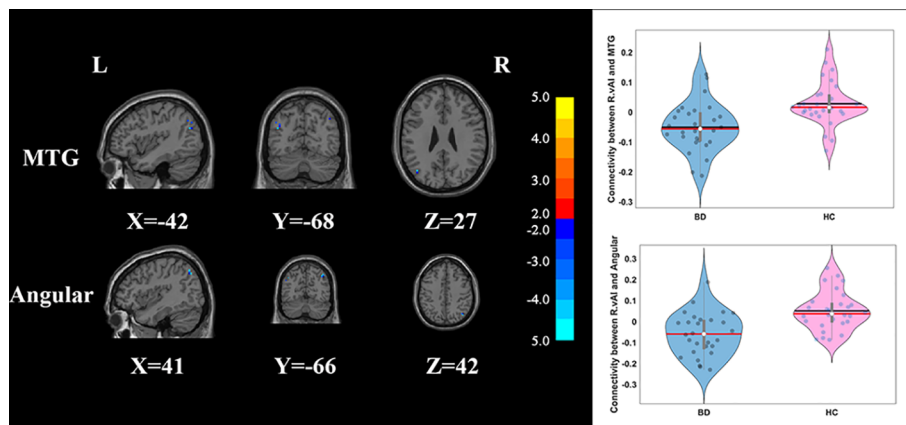 L
R
MTG
X=-42
Y=-68
Z=27
Angular
X=41
Y=-66
Z=42
5.0
4.0
3.0
2.0
-2.0
-3.0
-4.0
5.0
Connectivity between R.vAI and MTG
0.2
0.1
0
-0.1
-0.2
-0.3
BD
HC
Connectivity between R.vAI and Angular
0.3
0.2
0.1
0
-0.1
-0.2
-0.3
BD
HC